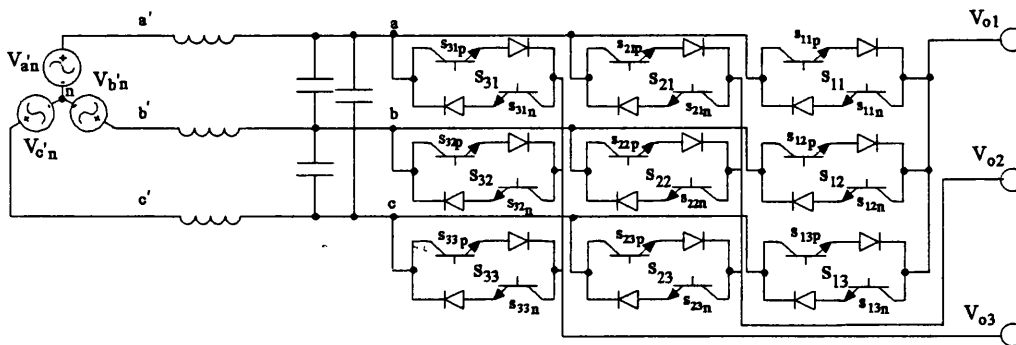 a'
a
V_o1
V_a'n
s_31p
s_21p
s_11p
S_31
S_21
S_11
s_31n
s_21n
s_11n
V_b'n
n
b'
b
V_c'n
s_32p
s_22p
s_12p
V_o2
S_32
S_22
S_12
s_32n
s_22n
s_12n
c'
c
s_33p
s_23p
s_13p
S_33
S_23
S_13
s_33n
s_23n
s_13n
V_o3